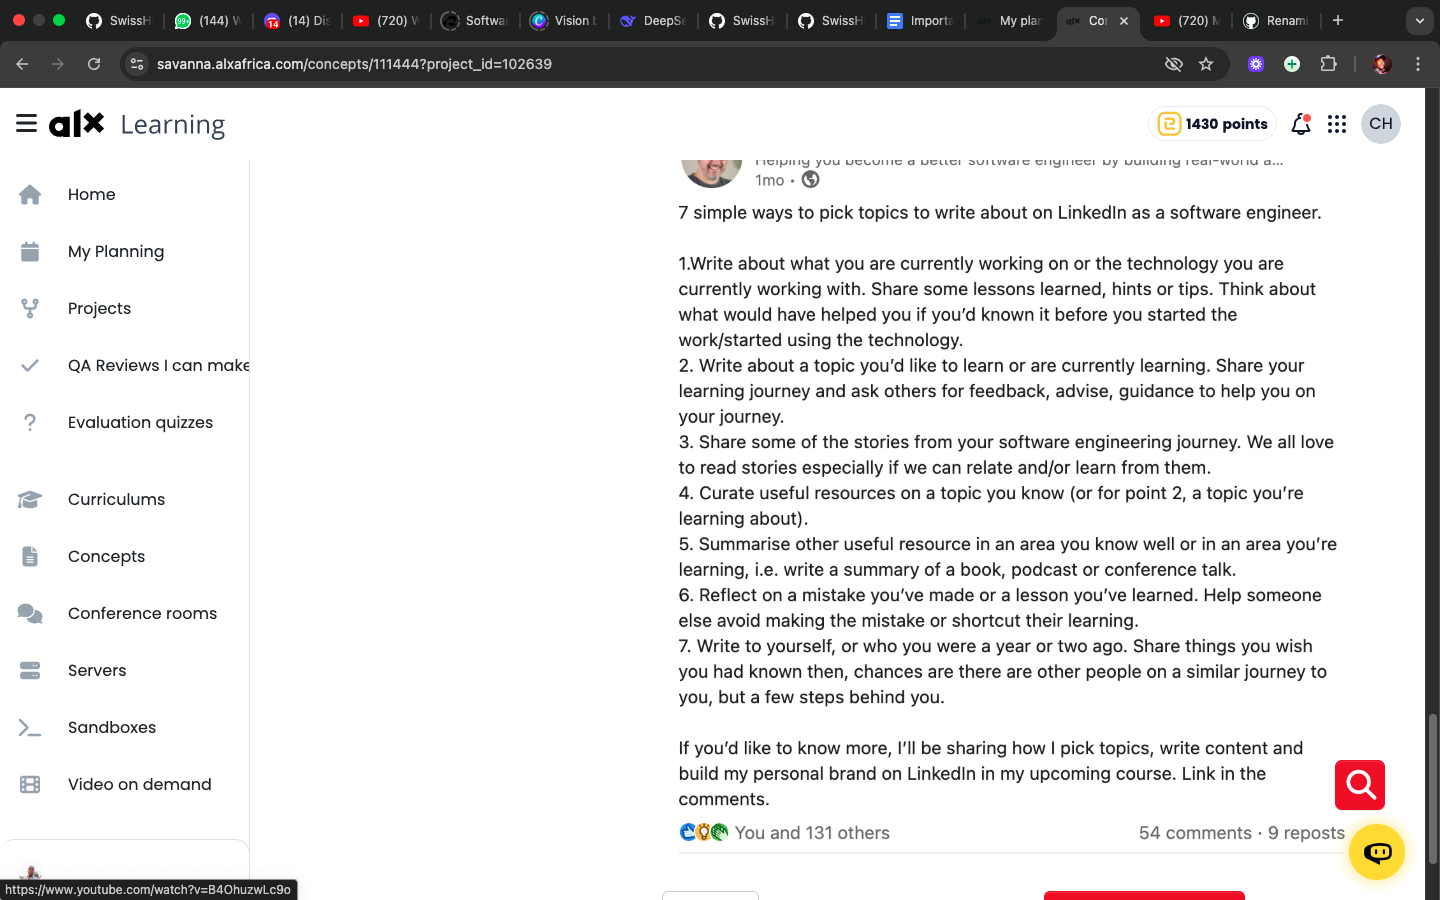 SwissH
99+
(144) W
14
(14) Dis
(720) W
Softwar
Vision b
DeepSe
SwissH
SwissH
Importa
My plan
Con
(720) M
Renami
savanna.alxafrica.com/concepts/111444?project_id=102639
alx Learning
1430 points
CH
Home
My Planning
Projects
QA Reviews I can make
Evaluation quizzes
Curriculums
Concepts
Conference rooms
Servers
Sandboxes
Video on demand
https://www.youtube.com/watch?v=B4OhuzwLc9o
Helping you become a better software engineer by building real-world a...
1mo •
7 simple ways to pick topics to write about on LinkedIn as a software engineer.
1.Write about what you are currently working on or the technology you are
currently working with. Share some lessons learned, hints or tips. Think about
what would have helped you if you’d known it before you started the
work/started using the technology.
2. Write about a topic you’d like to learn or are currently learning. Share your
learning journey and ask others for feedback, advise, guidance to help you on
your journey.
3. Share some of the stories from your software engineering journey. We all love
to read stories especially if we can relate and/or learn from them.
4. Curate useful resources on a topic you know (or for point 2, a topic you’re
learning about).
5. Summarise other useful resource in an area you know well or in an area you’re
learning, i.e. write a summary of a book, podcast or conference talk.
6. Reflect on a mistake you’ve made or a lesson you’ve learned. Help someone
else avoid making the mistake or shortcut their learning.
7. Write to yourself, or who you were a year or two ago. Share things you wish
you had known then, chances are there are other people on a similar journey to
you, but a few steps behind you.
If you’d like to know more, I’ll be sharing how I pick topics, write content and
build my personal brand on LinkedIn in my upcoming course. Link in the
comments.
You and 131 others
54 comments · 9 reposts